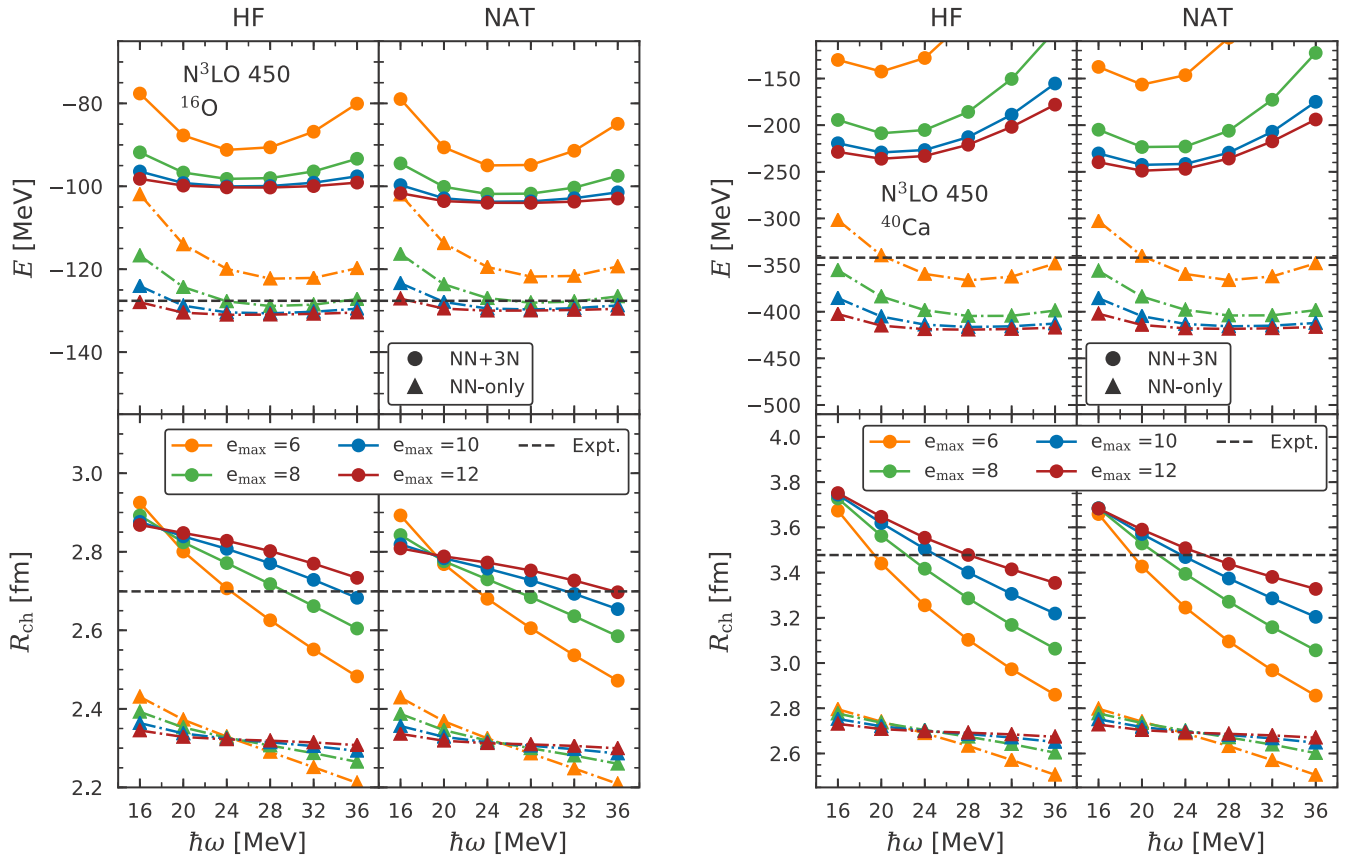 HF NAT
N³LO 450
¹⁶O
E [MeV]
−80
−100
−120
−140
NN+3N
NN-only
e_max =6 e_max =10 Expt.
e_max =8 e_max =12
R_ch [fm]
3.0
2.8
2.6
2.4
2.2
16 20 24 28 32 36 16 20 24 28 32 36
ħω [MeV] ħω [MeV]
HF NAT
N³LO 450
⁴⁰Ca
E [MeV]
−150
−200
−250
−300
−350
−400
−450
−500
NN+3N
NN-only
e_max =6 e_max =10 Expt.
e_max =8 e_max =12
R_ch [fm]
4.0
3.8
3.6
3.4
3.2
3.0
2.8
2.6
16 20 24 28 32 36 16 20 24 28 32 36
ħω [MeV] ħω [MeV]